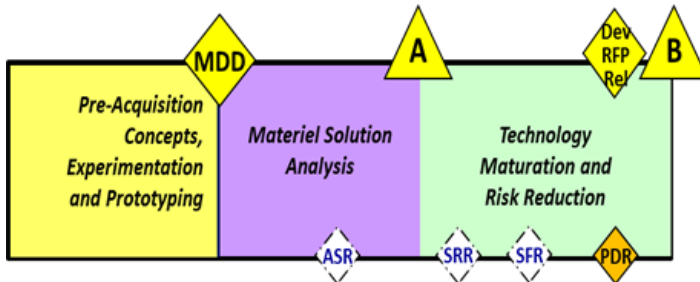 MDD
A
Dev
RFP
Rel
B
Pre-Acquisition
Concepts,
Experimentation
and Prototyping
Materiel Solution
Analysis
Technology
Maturation and
Risk Reduction
ASR
SRR
SFR
PDR